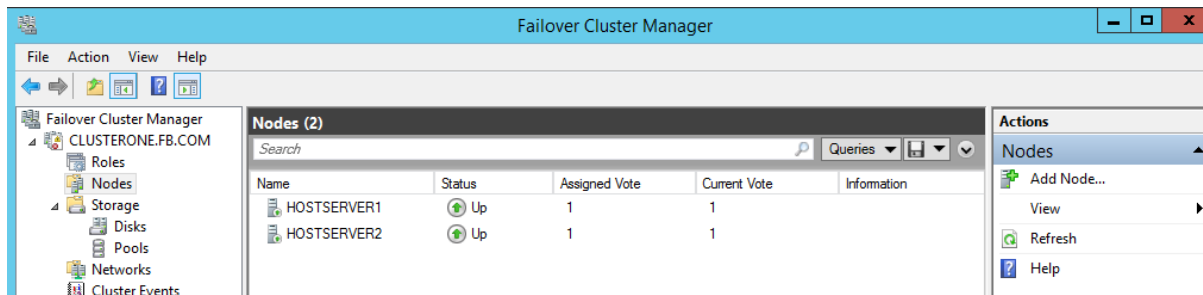 Failover Cluster Manager
File Action View Help
Failover Cluster Manager
CLUSTERONE.FB.COM
Roles
Nodes
Storage
Disks
Pools
Networks
Cluster Events
Nodes (2)
Search
Queries
Name Status Assigned Vote Current Vote Information
HOSTSERVER1 Up 1 1
HOSTSERVER2 Up 1 1
Actions
Nodes
Add Node...
View
Refresh
Help